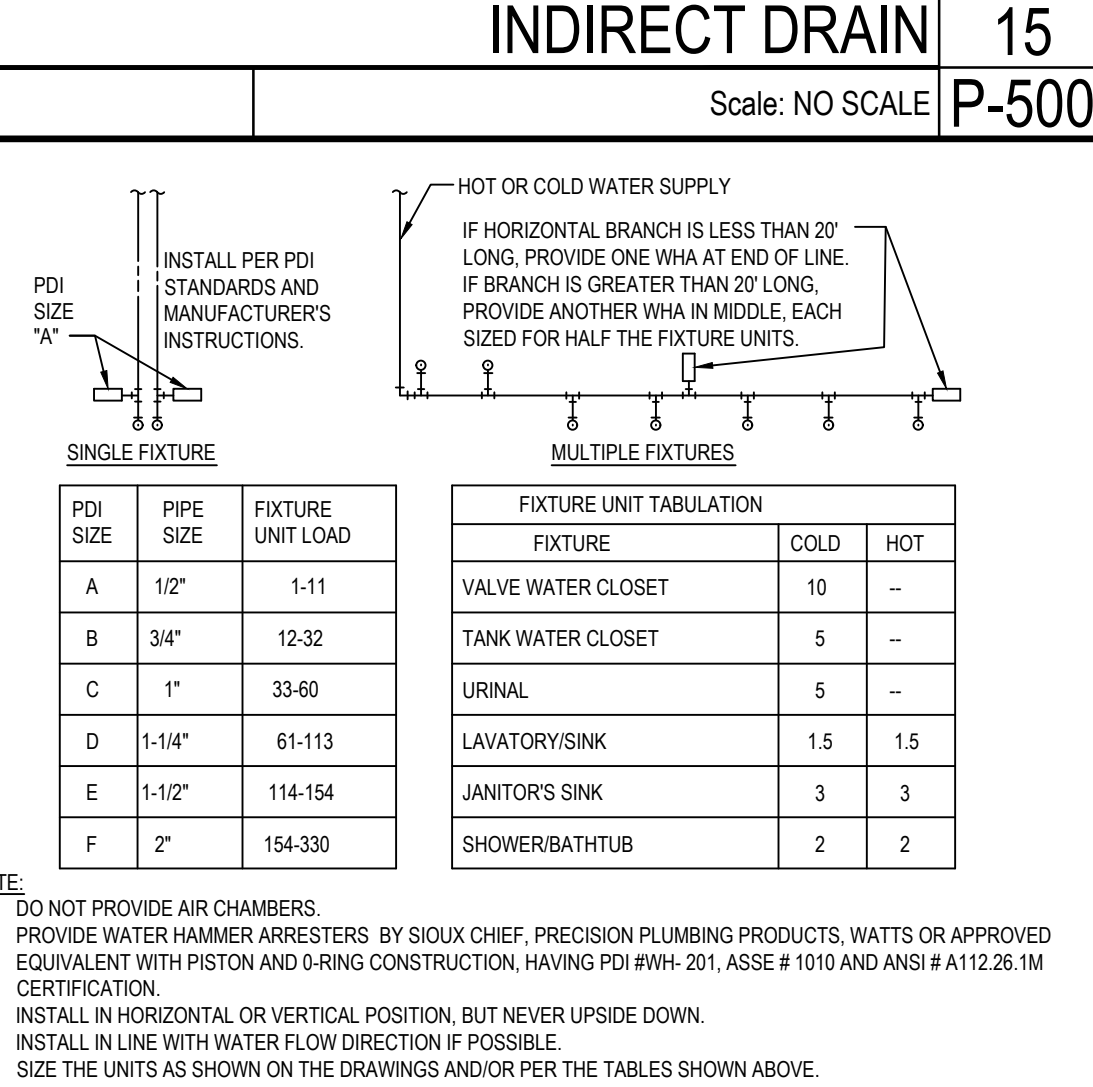 INDIRECT DRAIN 15
Scale: NO SCALE P-500
HOT OR COLD WATER SUPPLY
IF HORIZONTAL BRANCH IS LESS THAN 20'
LONG, PROVIDE ONE WHA AT END OF LINE.
IF BRANCH IS GREATER THAN 20' LONG,
PROVIDE ANOTHER WHA IN MIDDLE, EACH
SIZED FOR HALF THE FIXTURE UNITS.
INSTALL PER PDI
STANDARDS AND
MANUFACTURER'S
INSTRUCTIONS.
PDI
SIZE
"A"
SINGLE FIXTURE
MULTIPLE FIXTURES
PDI SIZE
PIPE SIZE
FIXTURE UNIT LOAD
A 1/2" 1-11
B 3/4" 12-32
C 1" 33-60
D 1-1/4" 61-113
E 1-1/2" 114-154
F 2" 154-330
FIXTURE UNIT TABULATION
FIXTURE COLD HOT
VALVE WATER CLOSET 10 --
TANK WATER CLOSET 5 --
URINAL 5 --
LAVATORY/SINK 1.5 1.5
JANITOR'S SINK 3 3
SHOWER/BATHTUB 2 2
TE:
DO NOT PROVIDE AIR CHAMBERS.
PROVIDE WATER HAMMER ARRESTERS BY SIOUX CHIEF, PRECISION PLUMBING PRODUCTS, WATTS OR APPROVED
EQUIVALENT WITH PISTON AND 0-RING CONSTRUCTION, HAVING PDI #WH- 201, ASSE # 1010 AND ANSI # A112.26.1M
CERTIFICATION.
INSTALL IN HORIZONTAL OR VERTICAL POSITION, BUT NEVER UPSIDE DOWN.
INSTALL IN LINE WITH WATER FLOW DIRECTION IF POSSIBLE.
SIZE THE UNITS AS SHOWN ON THE DRAWINGS AND/OR PER THE TABLES SHOWN ABOVE.